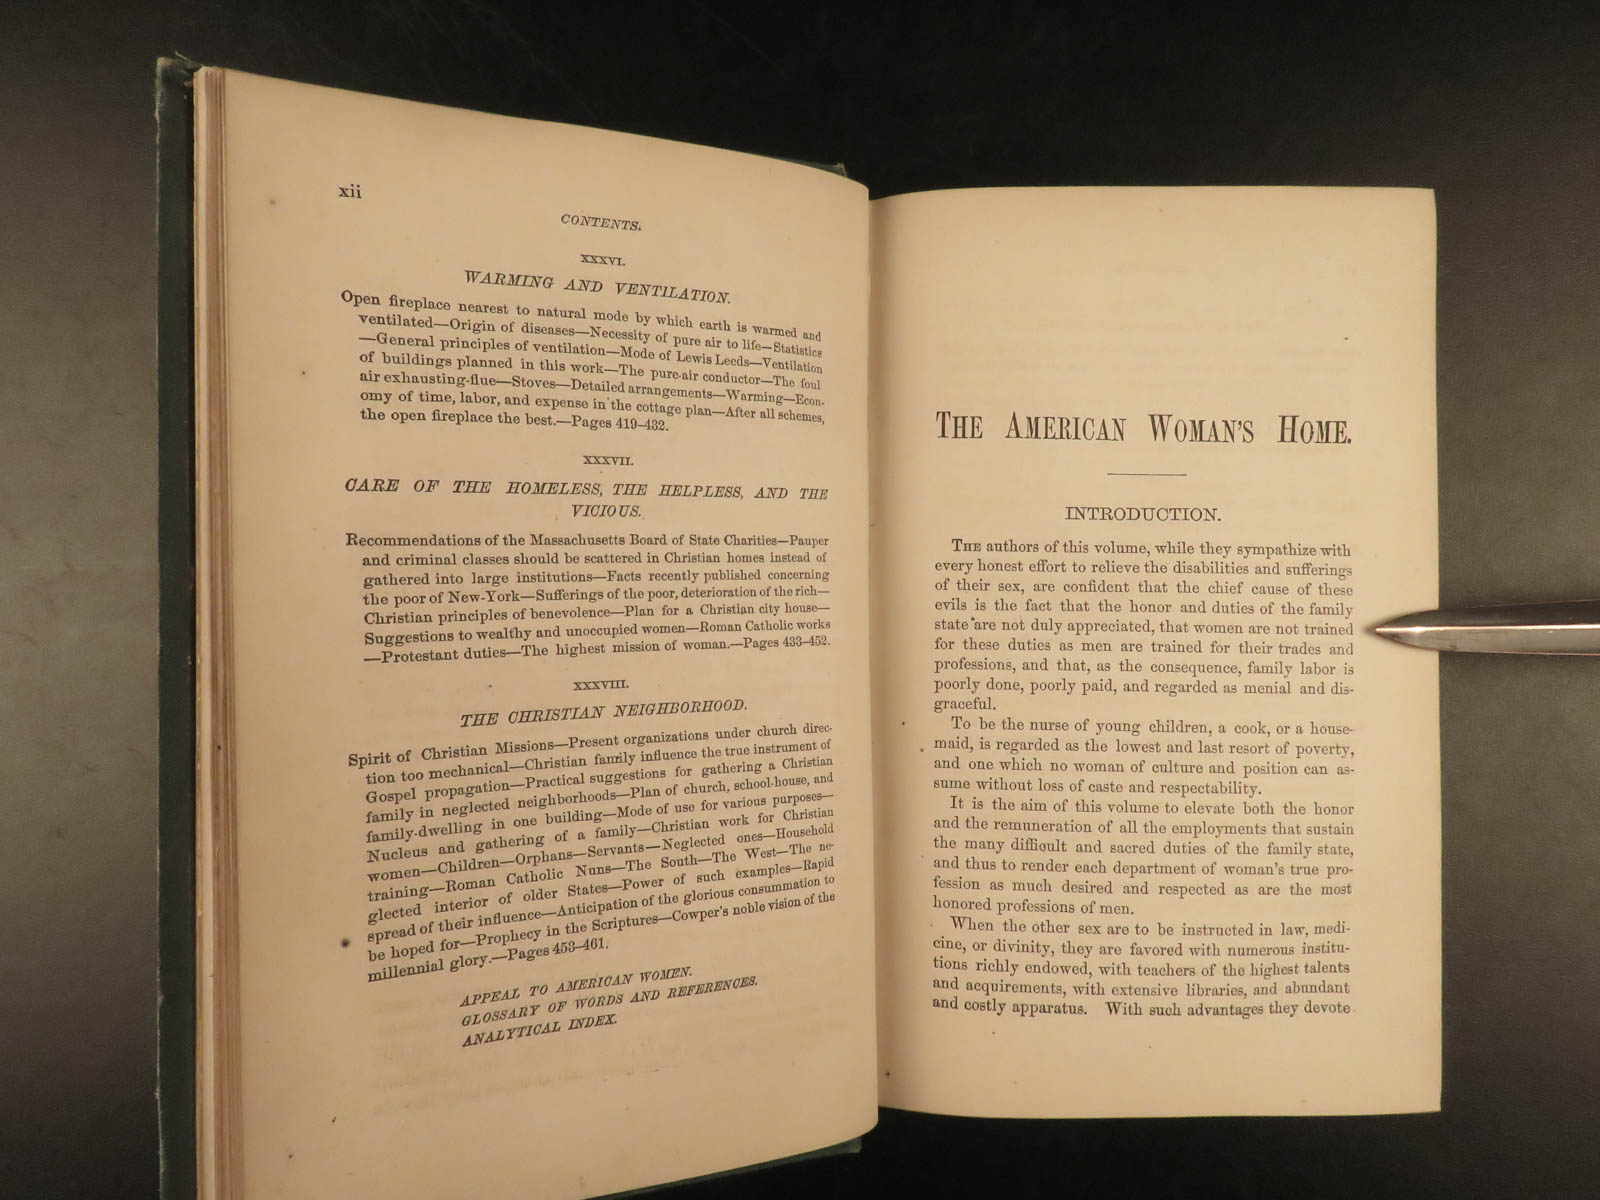 xii
CONTENTS.
XXXVI.
WARMING AND VENTILATION.
Open fireplace nearest to natural mode by which earth is warmed and
ventilated—Origin of diseases—Necessity of pure air to life—Statistics
—General principles of ventilation—Mode of Lewis Leeds—Ventilation
of buildings planned in this work—The pure-air conductor—The foul
air exhausting-flue—Stoves—Detailed arrangements—Warming—Econ-
omy of time, labor, and expense in the cottage plan—After all schemes,
the open fireplace the best.—Pages 419-432.
XXXVII.
CARE OF THE HOMELESS, THE HELPLESS, AND THE
VICIOUS.
Recommendations of the Massachusetts Board of State Charities—Pauper
and criminal classes should be scattered in Christian homes instead of
gathered into large institutions—Facts recently published concerning
the poor of New-York—Sufferings of the poor, deterioration of the rich—
Christian principles of benevolence—Plan for a Christian city house—
Suggestions to wealthy and unoccupied women—Roman Catholic works
—Protestant duties—The highest mission of woman.—Pages 433-452.
XXXVIII.
THE CHRISTIAN NEIGHBORHOOD.
Spirit of Christian Missions—Present organizations under church direc-
tion too mechanical—Christian family influence the true instrument of
Gospel propagation—Practical suggestions for gathering a Christian
family in neglected neighborhoods—Plan of church, school-house, and
family-dwelling in one building—Mode of use for various purposes—
Nucleus and gathering of a family—Christian work for Christian
women—Children—Orphans—Servants—Neglected ones—Household
training—Roman Catholic Nuns—The South—The West—The ne-
glected interior of older States—Power of such examples—Rapid
spread of their influence—Anticipation of the glorious consummation to
be hoped for—Prophecy in the Scriptures—Cowper's noble vision of the
millennial glory.—Pages 453-461.
APPEAL TO AMERICAN WOMEN.
GLOSSARY OF WORDS AND REFERENCES.
ANALYTICAL INDEX.
THE AMERICAN WOMAN'S HOME.
INTRODUCTION.
THE authors of this volume, while they sympathize with
every honest effort to relieve the disabilities and sufferings
of their sex, are confident that the chief cause of these
evils is the fact that the honor and duties of the family
state are not duly appreciated, that women are not trained
for these duties as men are trained for their trades and
professions, and that, as the consequence, family labor is
poorly done, poorly paid, and regarded as menial and dis-
graceful.
To be the nurse of young children, a cook, or a house-
maid, is regarded as the lowest and last resort of poverty,
and one which no woman of culture and position can as-
sume without loss of caste and respectability.
It is the aim of this volume to elevate both the honor
and the remuneration of all the employments that sustain
the many difficult and sacred duties of the family state,
and thus to render each department of woman's true pro-
fession as much desired and respected as are the most
honored professions of men.
When the other sex are to be instructed in law, medi-
cine, or divinity, they are favored with numerous institu-
tions richly endowed, with teachers of the highest talents
and acquirements, with extensive libraries, and abundant
and costly apparatus. With such advantages they devote